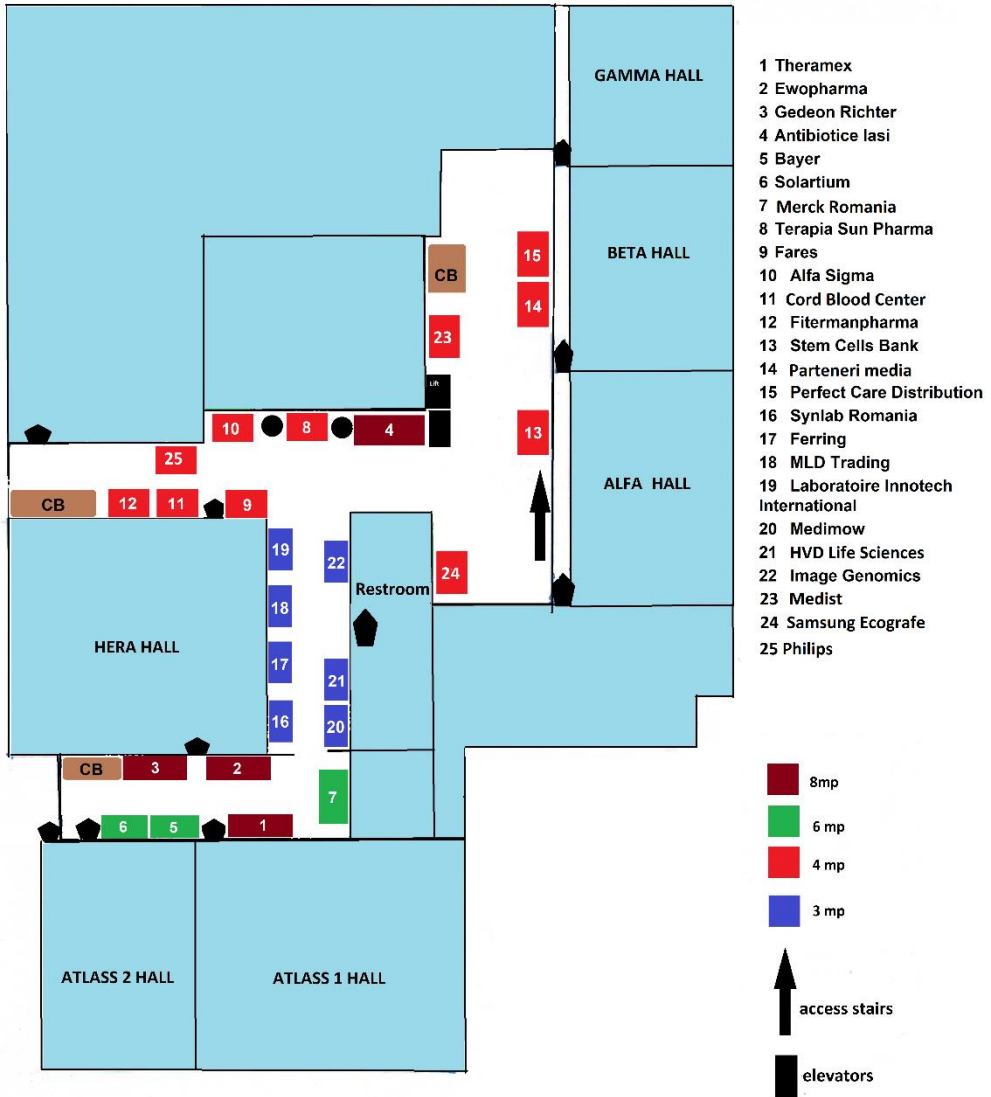 GAMMA HALL
BETA HALL
ALFA HALL
CB
15
14
23
Lift
10
8
4
13
25
CB
12
11
9
19
22
24
Restroom
18
HERA HALL
17
21
16
20
CB
3
2
7
6
5
1
ATLASS 2 HALL
ATLASS 1 HALL
1 Theramex
2 Ewopharma
3 Gedeon Richter
4 Antibiotice Iasi
5 Bayer
6 Solartium
7 Merck Romania
8 Terapia Sun Pharma
9 Fares
10 Alfa Sigma
11 Cord Blood Center
12 Fitermanpharma
13 Stem Cells Bank
14 Parteneri media
15 Perfect Care Distribution
16 Synlab Romania
17 Ferring
18 MLD Trading
19 Laboratoire Innotech
International
20 Medimow
21 HVD Life Sciences
22 Image Genomics
23 Medist
24 Samsung Ecografe
25 Philips
8mp
6 mp
4 mp
3 mp
access stairs
elevators